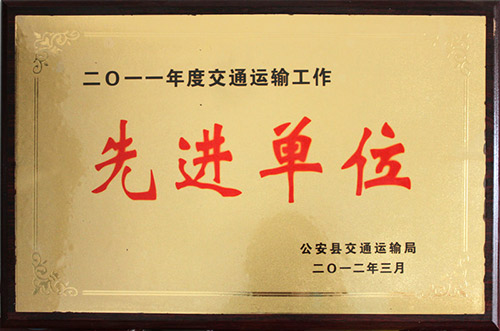 二〇一一年度交通运输工作
先进单位
公安县交通运输局
二〇一二年三月